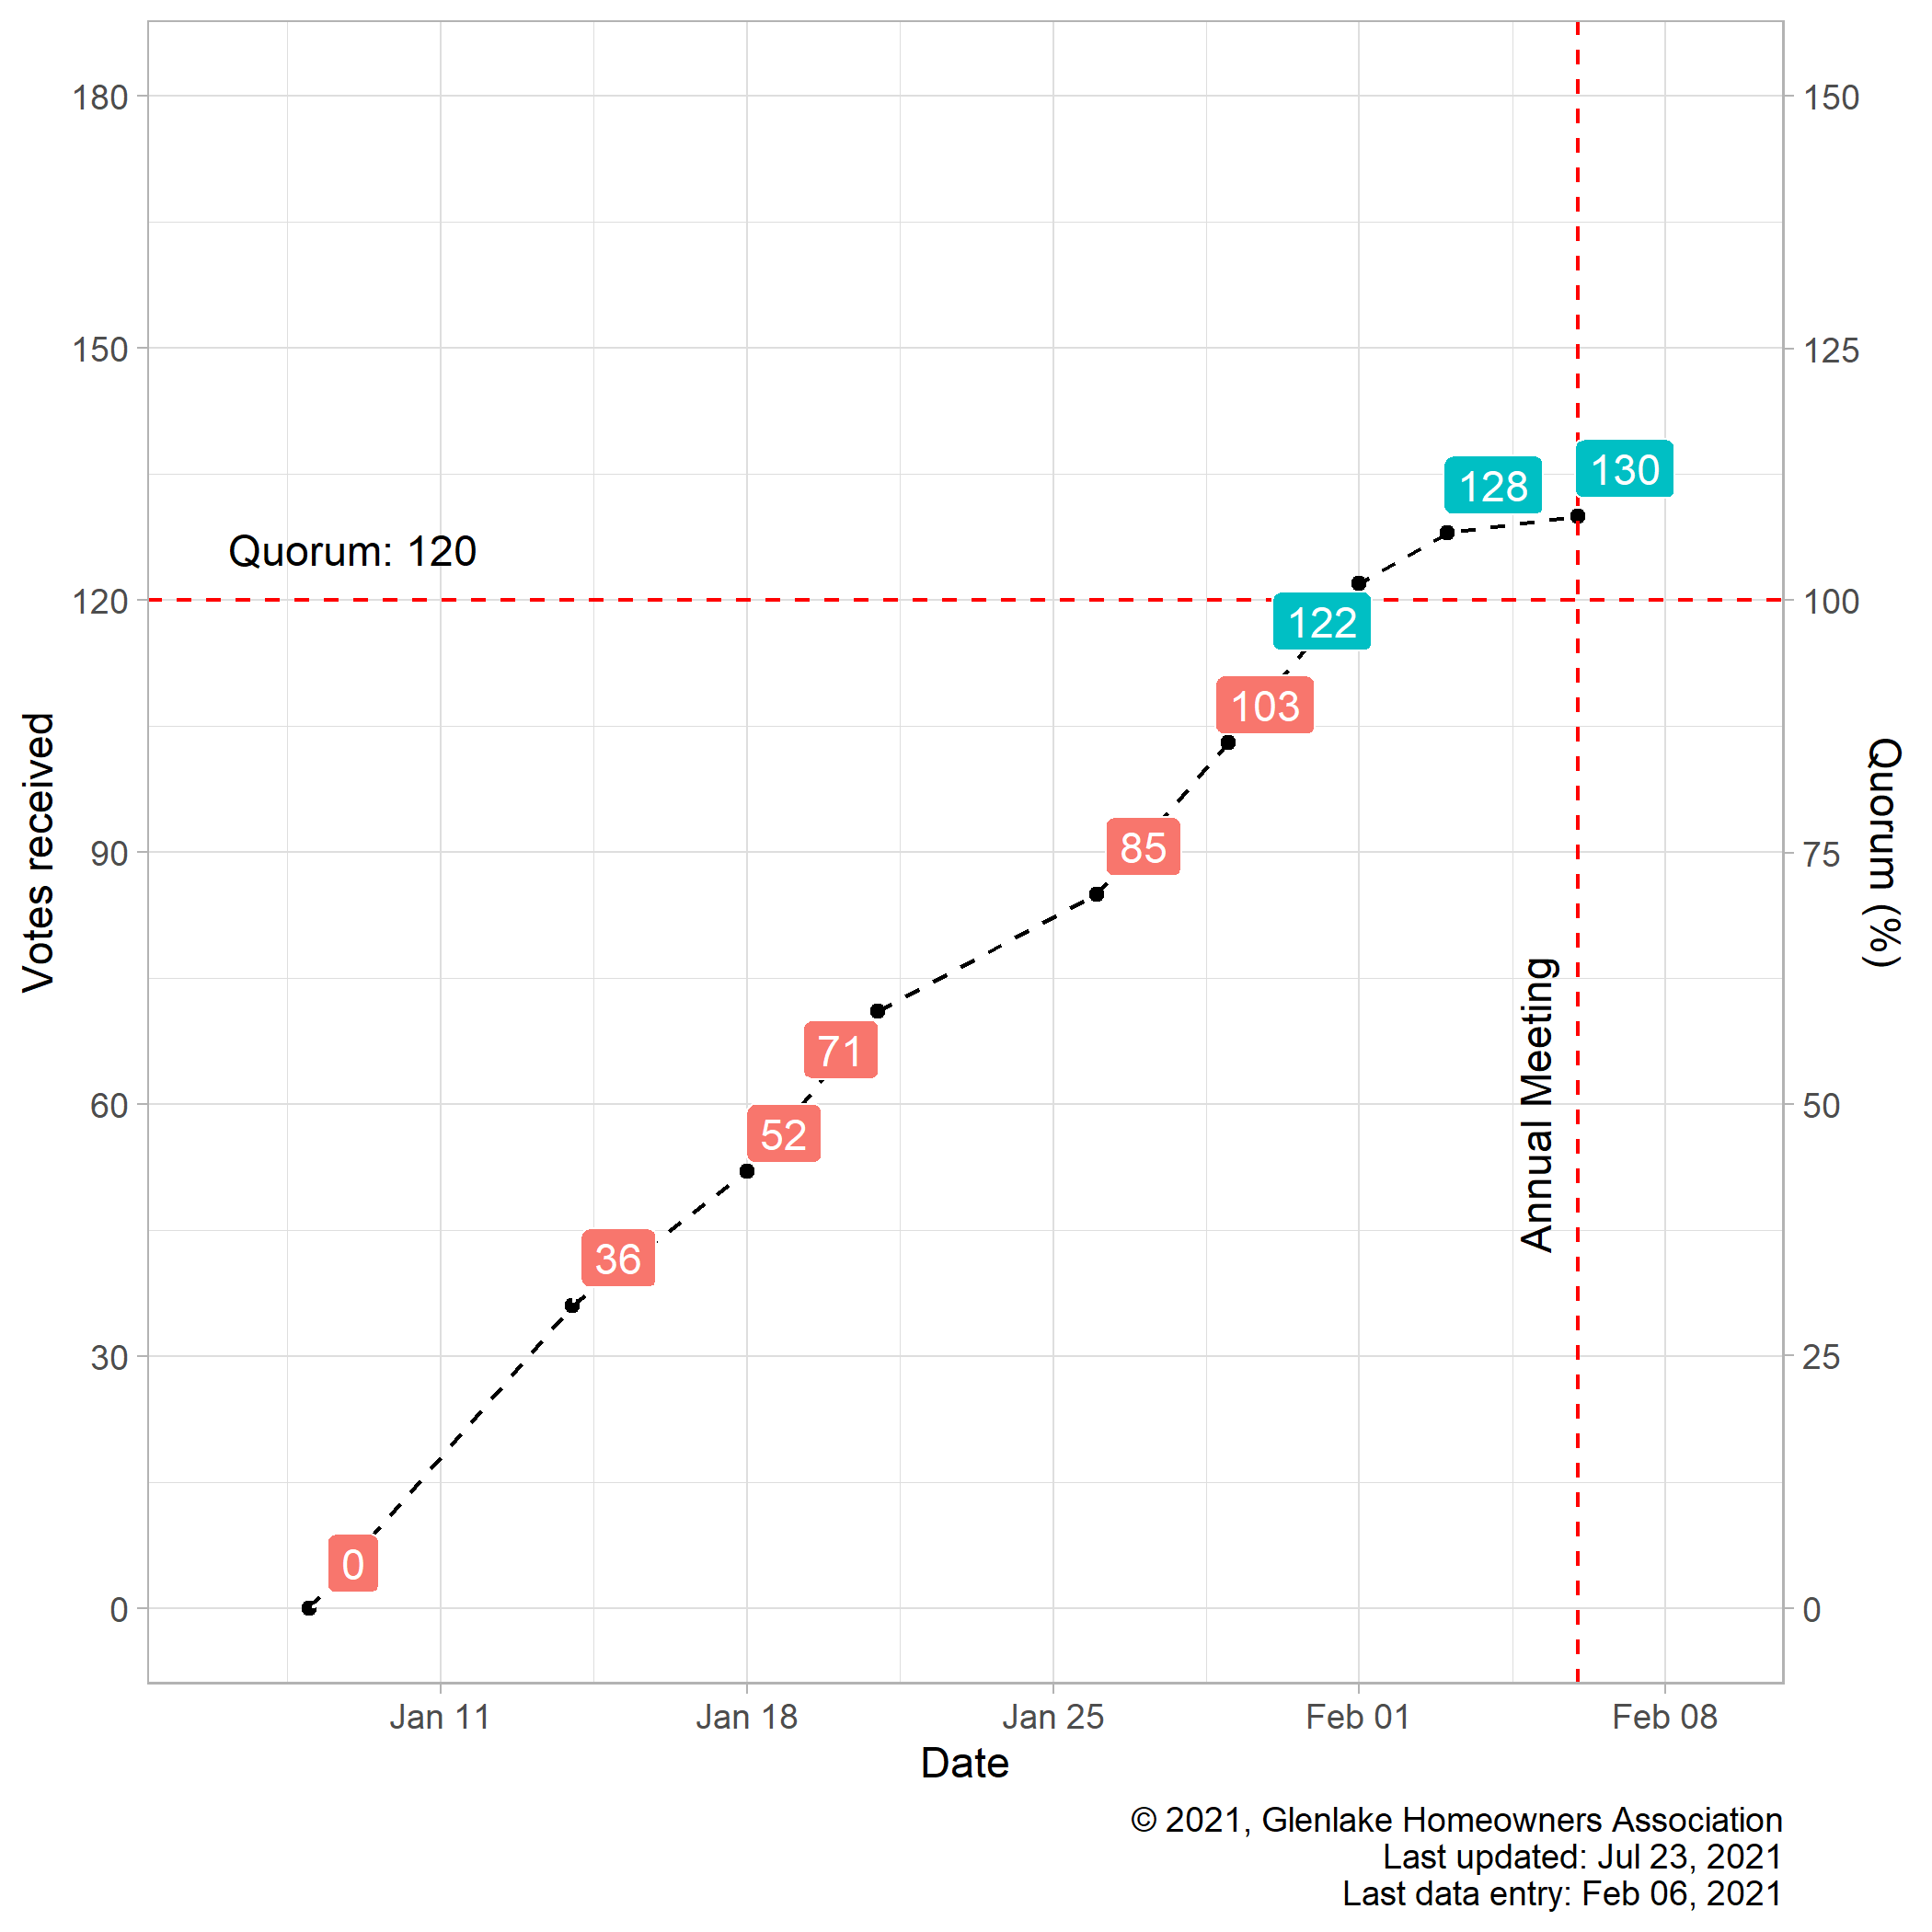 180
150
120
90
60
30
0
Votes received
150
125
100
75
50
25
0
Quorum (%)
Quorum: 120
Annual Meeting
0
36
52
71
85
103
122
128
130
Jan 11
Jan 18
Jan 25
Feb 01
Feb 08
Date
© 2021, Glenlake Homeowners Association
Last updated: Jul 23, 2021
Last data entry: Feb 06, 2021